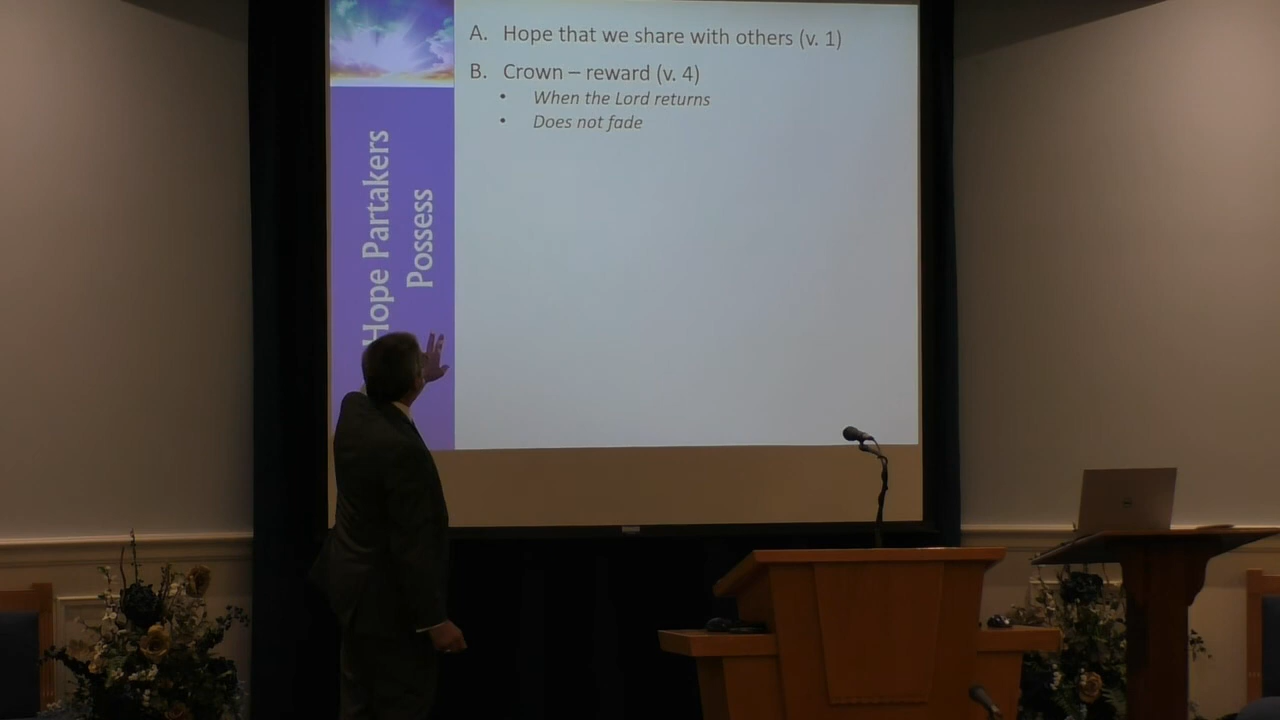 Hope Partakers
Possess
A. Hope that we share with others (v. 1)
B. Crown – reward (v. 4)
• When the Lord returns
• Does not fade